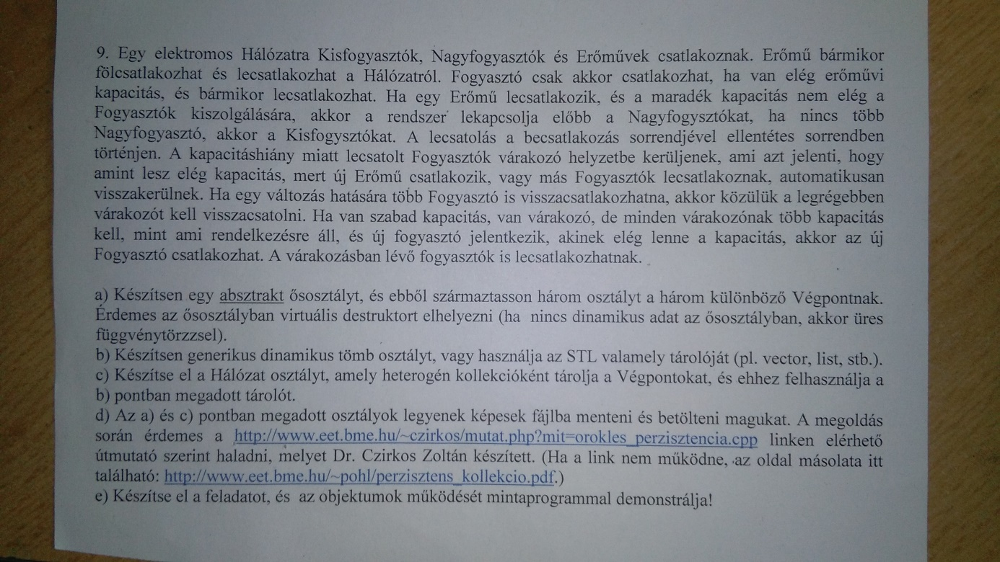 9. Egy elektromos Hálózatra Kisfogyasztók, Nagyfogyasztók és Erőművek csatlakoznak. Erőmű bármikor
fölcsatlakozhat és lecsatlakozhat a Hálózatról. Fogyasztó csak akkor csatlakozhat, ha van elég erőművi
kapacitás, és bármikor lecsatlakozhat. Ha egy Erőmű lecsatlakozik, és a maradék kapacitás nem elég a
Fogyasztók kiszolgálására, akkor a rendszer lekapcsolja előbb a Nagyfogysztókat, ha nincs több
Nagyfogyasztó, akkor a Kisfogysztókat. A lecsatolás a becsatlakozás sorrendjével ellentétes sorrendben
történjen. A kapacitáshiány miatt lecsatolt Fogyasztók várakozó helyzetbe kerüljenek, ami azt jelenti, hogy
amint lesz elég kapacitás, mert új Erőmű csatlakozik, vagy más Fogyasztók lecsatlakoznak, automatikusan
visszakerülnek. Ha egy változás hatására több Fogyasztó is visszacsatlakozhatna, akkor közülük a legrégebben
várakozót kell visszacsatolni. Ha van szabad kapacitás, van várakozó, de minden várakozónak több kapacitás
kell, mint ami rendelkezésre áll, és új fogyasztó jelentkezik, akinek elég lenne a kapacitás, akkor az új
Fogyasztó csatlakozhat. A várakozásban lévő fogyasztók is lecsatlakozhatnak.
a) Készítsen egy absztrakt ősosztályt, és ebből származtasson három osztályt a három különböző Végpontnak.
Érdemes az ősosztályban virtuális destruktort elhelyezni (ha nincs dinamikus adat az ősosztályban, akkor üres
függvénytörzzsel).
b) Készítsen generikus dinamikus tömb osztályt, vagy használja az STL valamely tárolóját (pl. vector, list, stb.).
c) Készítse el a Hálózat osztályt, amely heterogén kollekcióként tárolja a Végpontokat, és ehhez felhasználja a
b) pontban megadott tárolót.
d) Az a) és c) pontban megadott osztályok legyenek képesek fájlba menteni és betölteni magukat. A megoldás
során érdemes a http://www.eet.bme.hu/~czirkos/mutat.php?mit=orokles_perzisztencia.cpp linken elérhető
útmutató szerint haladni, melyet Dr. Czirkos Zoltán készített. (Ha a link nem működne, az oldal másolata itt
található: http://www.eet.bme.hu/~pohl/perzisztens_kollekcio.pdf.)
e) Készítse el a feladatot, és az objektumok működését mintaprogrammal demonstrálja!